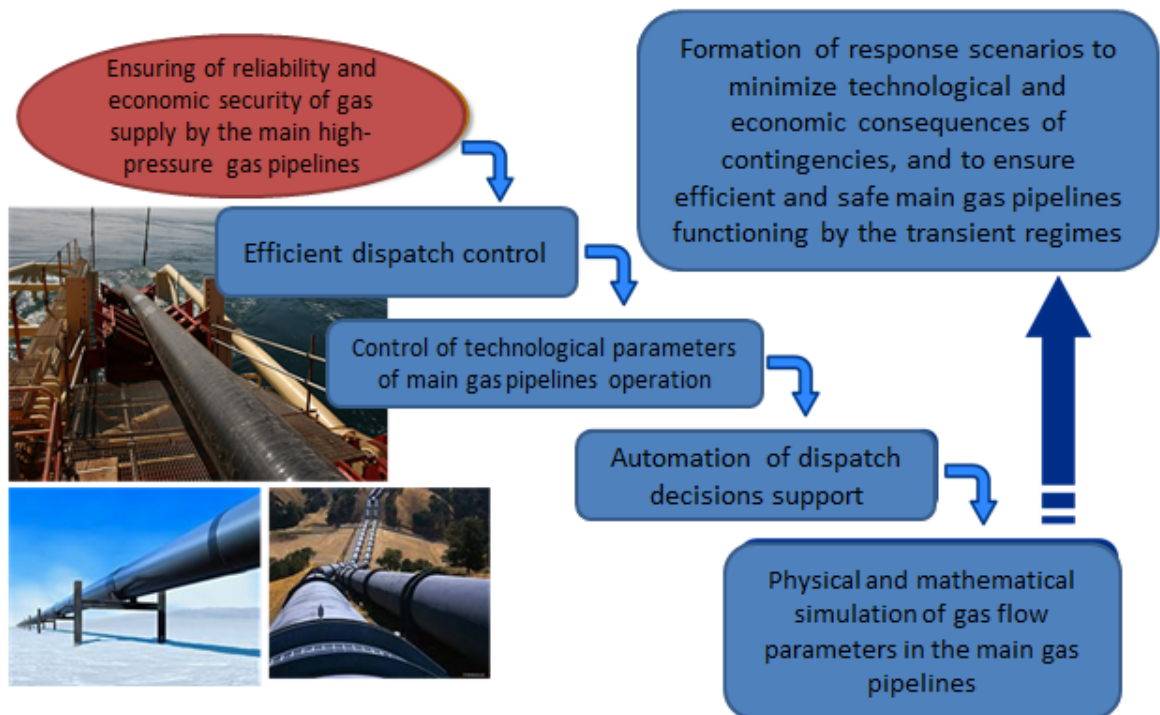 Ensuring of reliability and
economic security of gas
supply by the main high-
pressure gas pipelines
Efficient dispatch control
Control of technological parameters
of main gas pipelines operation
Automation of dispatch
decisions support
Physical and mathematical
simulation of gas flow
parameters in the main gas
pipelines
Formation of response scenarios to
minimize technological and
economic consequences of
contingencies, and to ensure
efficient and safe main gas pipelines
functioning by the transient regimes